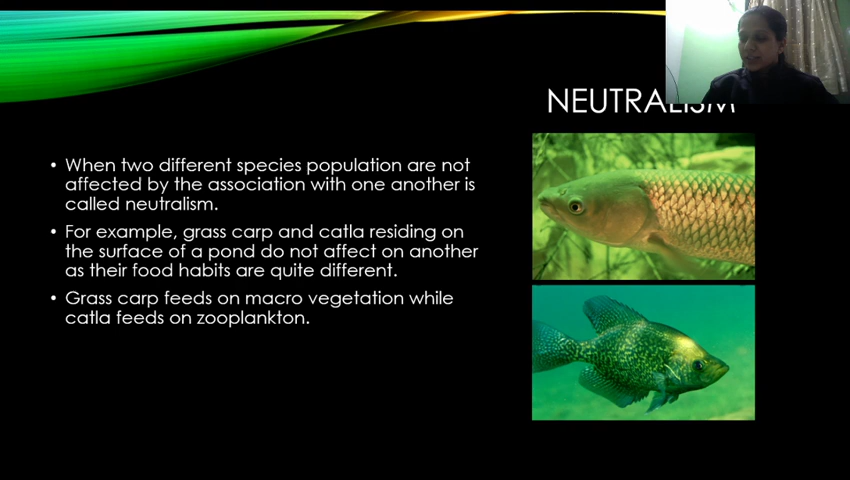 NEUTRALISM
• When two different species population are not
affected by the association with one another is
called neutralism.
• For example, grass carp and catla residing on
the surface of a pond do not affect on another
as their food habits are quite different.
• Grass carp feeds on macro vegetation while
catla feeds on zooplankton.